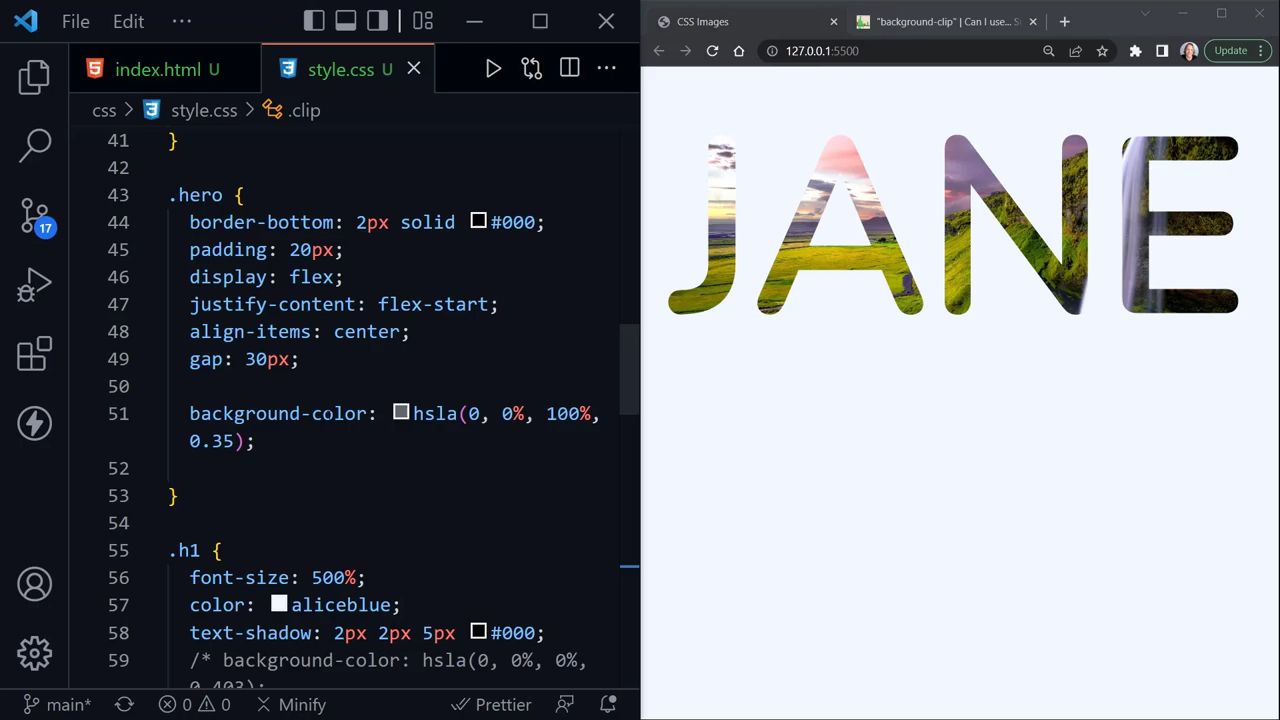 File Edit ...
index.html U style.css U
css > style.css > .clip
41 }
42
43 .hero {
44 border-bottom: 2px solid #000;
45 padding: 20px;
46 display: flex;
47 justify-content: flex-start;
48 align-items: center;
49 gap: 30px;
50
51 background-color: hsla(0, 0%, 100%,
0.35);
52
53 }
54
55 .h1 {
56 font-size: 500%;
57 color: aliceblue;
58 text-shadow: 2px 2px 5px #000;
59 /* background-color: hsla(0, 0%, 0%,
0.403);
17
main* 0 0 Minify Prettier
CSS Images "background-clip" | Can I use...
127.0.0.1:5500 Update
JANE